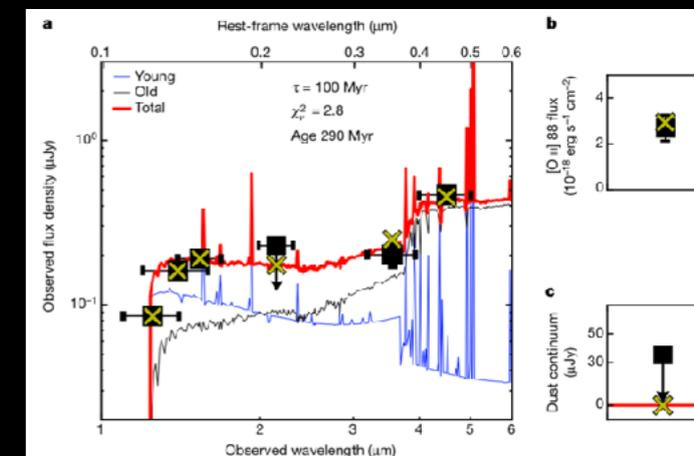 a
Rest-frame wavelength (μm)
0.1 0.2 0.3 0.4 0.5 0.6
Young
Old
Total
τ = 100 Myr
χ²ᵥ = 2.8
Age 290 Myr
Observed flux density (μJy)
10⁰
10⁻¹
1 2 3 4 5 6
Observed wavelength (μm)
b
[O III] 88 flux
(10⁻¹⁸ erg s⁻¹ cm⁻²)
4
2
0
c
Dust continuum
(μJy)
50
30
0